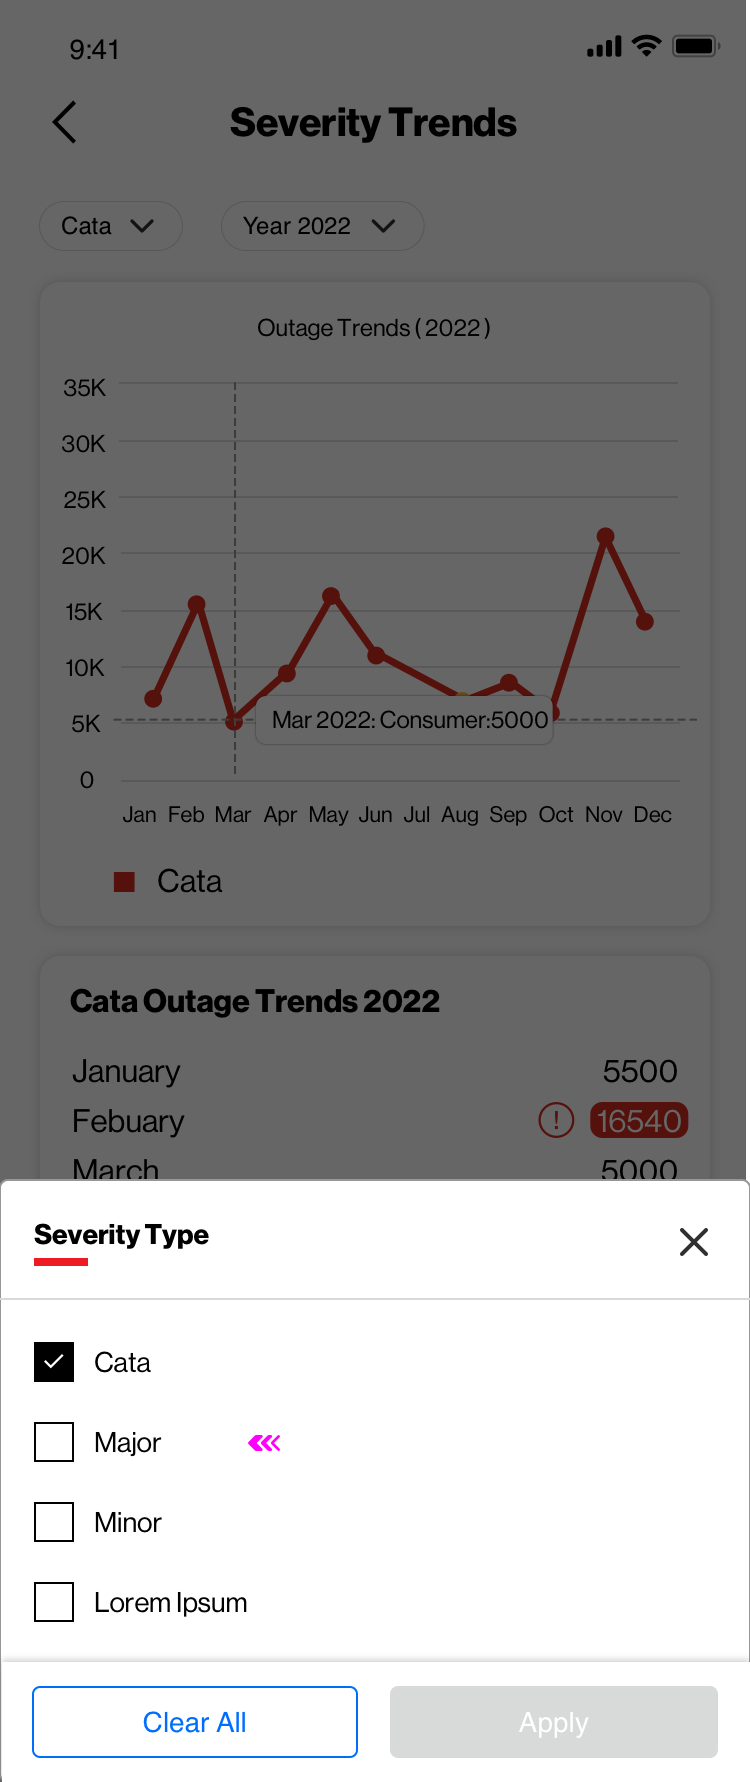 9:41
Severity Trends
Cata
Year 2022
Outage Trends ( 2022 )
35K
30K
25K
20K
15K
10K
5K
0
Mar 2022: Consumer:5000
Jan Feb Mar Apr May Jun Jul Aug Sep Oct Nov Dec
Cata
Cata Outage Trends 2022
January 5500
Febuary ! 16540
March 5000
Severity Type
Cata
Major
Minor
Lorem Ipsum
Clear All
Apply